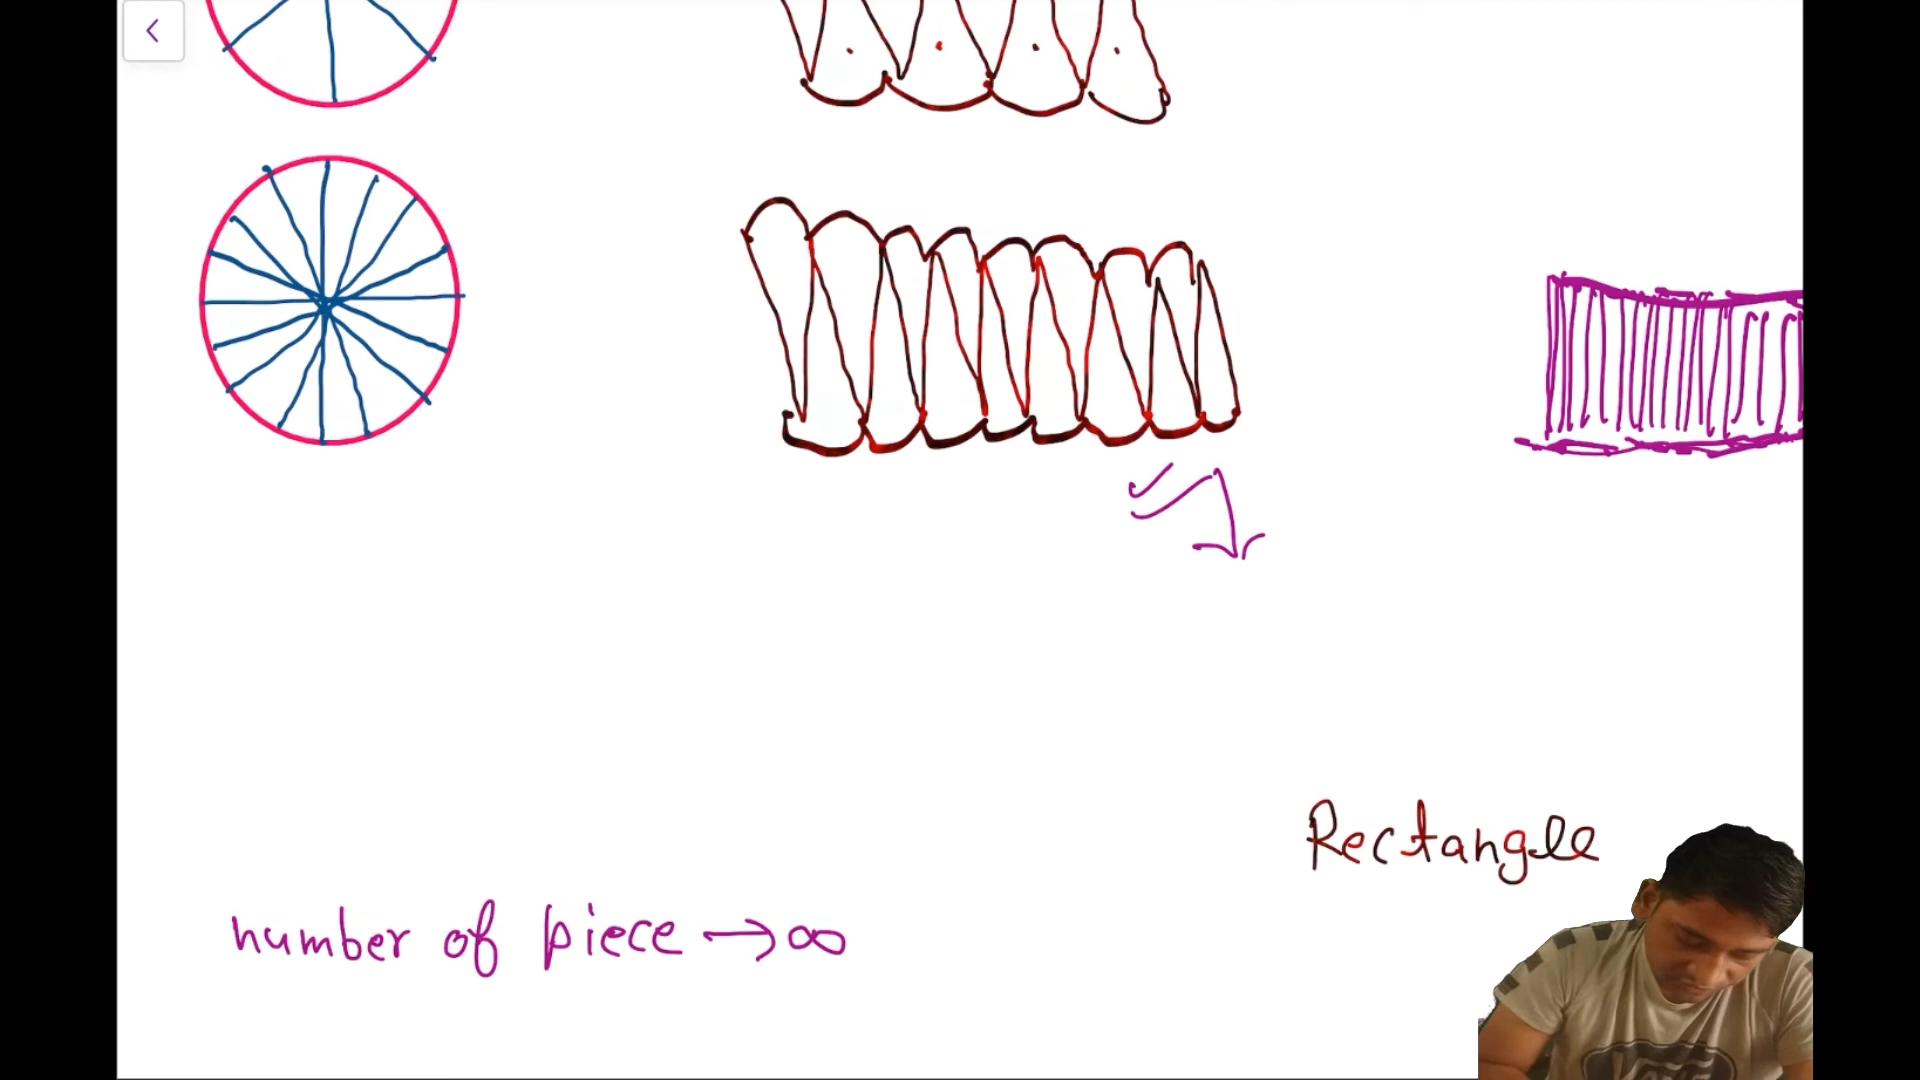 Rectangle
number of piece → ∞